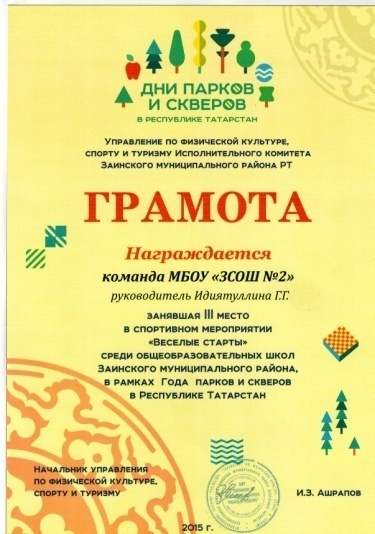 ДНИ ПАРКОВ
И СКВЕРОВ
В РЕСПУБЛИКЕ ТАТАРСТАН
Управление по физической культуре,
спорту и туризму Исполнительного комитета
Заинского муниципального района РТ
ГРАМОТА
Награждается
команда МБОУ «ЗСОШ №2»
руководитель Идиятуллина Г.Г.
занявшая III место
в спортивном мероприятии
«Веселые старты»
среди общеобразовательных школ
Заинского муниципального района,
в рамках Года парков и скверов
в Республике Татарстан
Начальник управления
по физической культуре,
спорту и туризму
И.З. Ашрапов
2015 г.